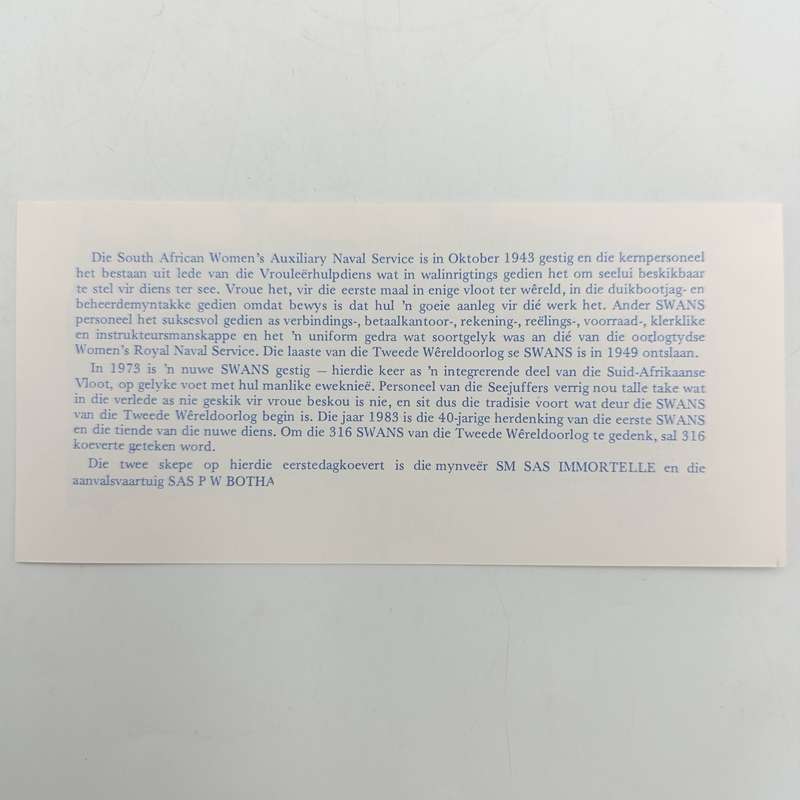 Die South African Women's Auxiliary Naval Service is in Oktober 1943 gestig en die kernpersoneel
het bestaan uit lede van die Vrouleërhulpdiens wat in walinrigtings gedien het om seelui beskikbaar
te stel vir diens ter see. Vroue het, vir die eerste maal in enige vloot ter wêreld, in die duikbootjag- en
beheerdemyntakke gedien omdat bewys is dat hul 'n goeie aanleg vir dié werk het. Ander SWANS
personeel het suksesvol gedien as verbindings-, betaalkantoor-, rekening-, reëlings-, voorraad-, klerklike
en instrukteursmanskappe en het 'n uniform gedra wat soortgelyk was an dié van die oorlogtydse
Women's Royal Naval Service. Die laaste van die Tweede Wêreldoorlog se SWANS is in 1949 ontslaan.
In 1973 is 'n nuwe SWANS gestig – hierdie keer as 'n integrerende deel van die Suid-Afrikaanse
Vloot, op gelyke voet met hul manlike eweknieë. Personeel van die Seejuffers verrig nou talle take wat
in die verlede as nie geskik vir vroue beskou is nie, en sit dus die tradisie voort wat deur die SWANS
van die Tweede Wêreldoorlog begin is. Die jaar 1983 is die 40-jarige herdenking van die eerste SWANS
en die tiende van die nuwe diens. Om die 316 SWANS van die Tweede Wêreldoorlog te gedenk, sal 316
koeverte geteken word.
Die twee skepe op hierdie eerstedagkoevert is die mynveër SM SAS IMMORTELLE en die
aanvalsvaartuig SAS P W BOTHA